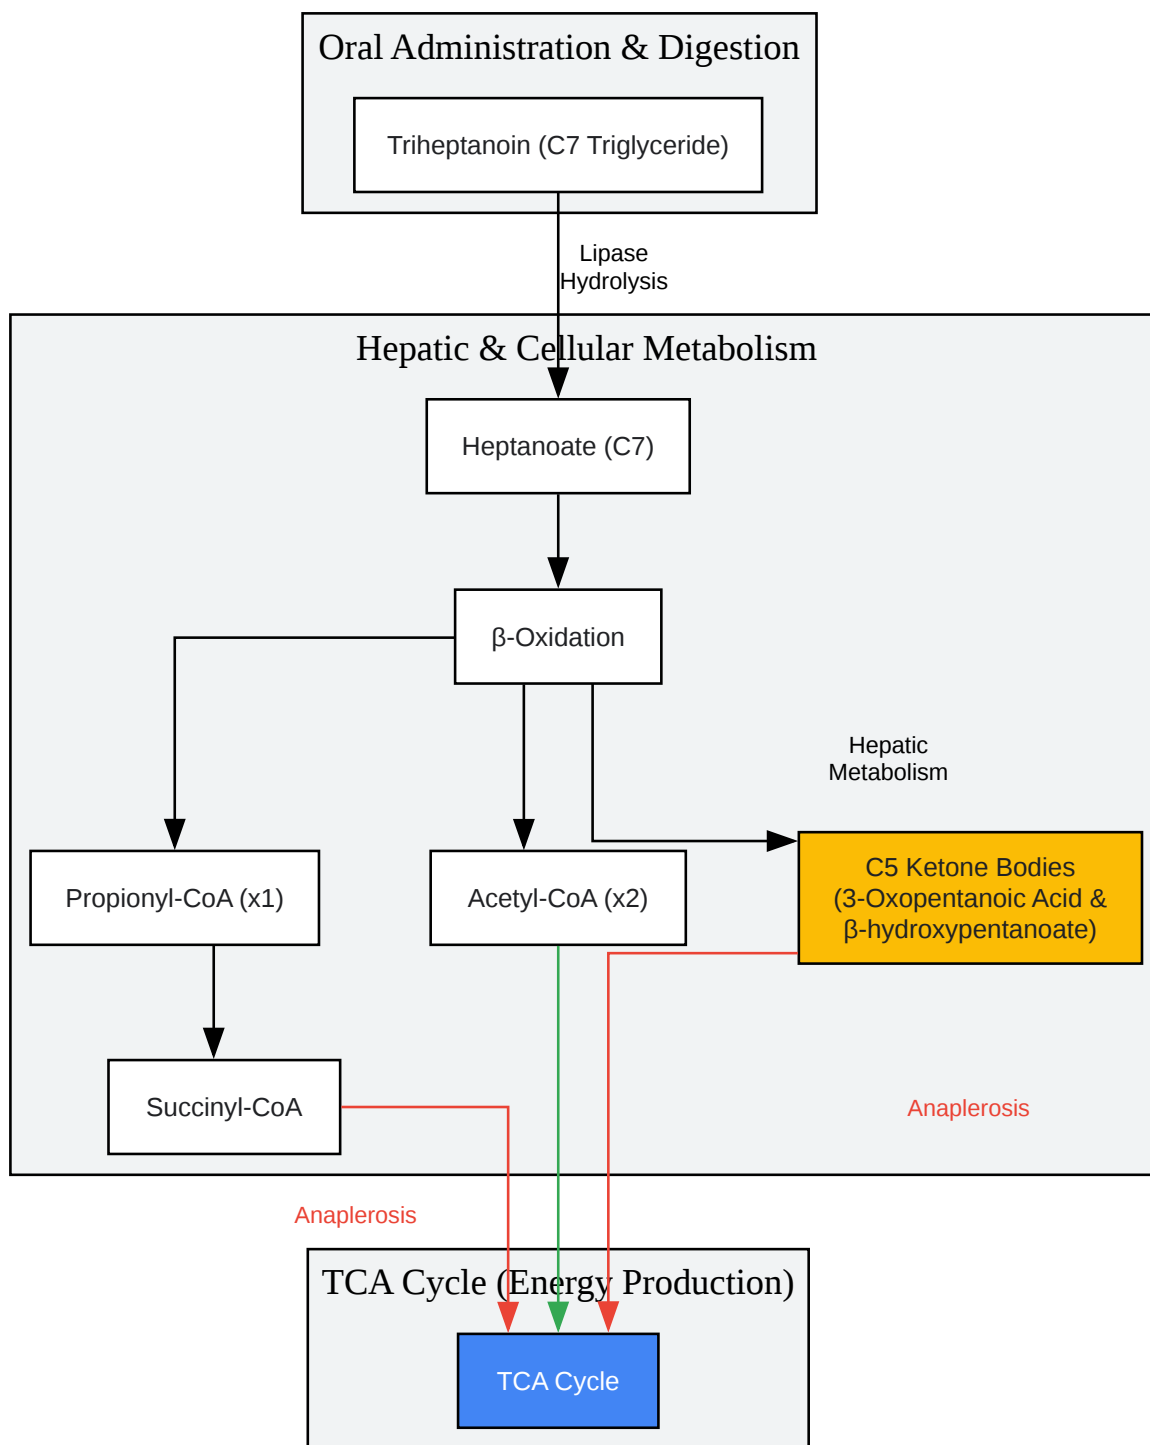 Oral Administration & Digestion
Triheptanoin (C7 Triglyceride)
Lipase
Hydrolysis
Hepatic & Cellular Metabolism
Heptanoate (C7)
β-Oxidation
Hepatic
Metabolism
Propionyl-CoA (x1)
Acetyl-CoA (x2)
C5 Ketone Bodies
(3-Oxopentanoic Acid &
β-hydroxypentanoate)
Succinyl-CoA
Anaplerosis
Anaplerosis
TCA Cycle (Energy Production)
TCA Cycle